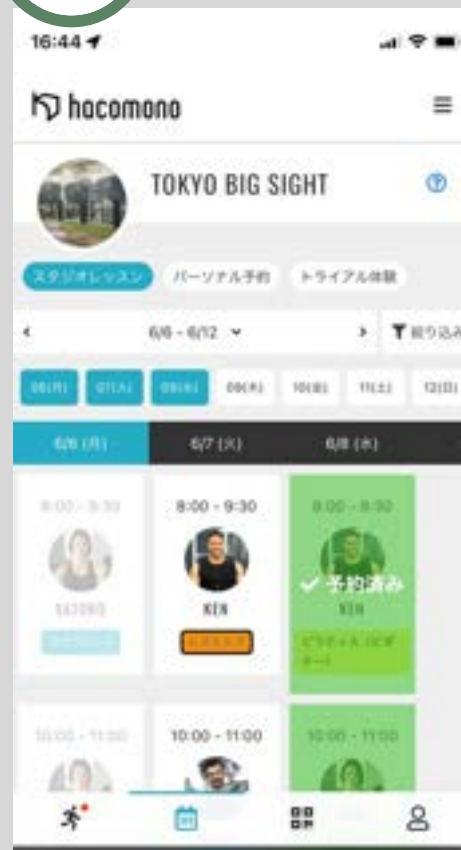 16:44
hacomono
TOKYO BIG SIGHT
スタジオレッスン パーソナル予約 トライアル体験
6/6 - 6/12 絞り込み
06(月) 07(火) 08(水) 09(木) 10(金) 11(土) 12(日)
6/6 (月) 6/7 (火) 6/8 (水)
8:00 - 9:30 8:00 - 9:30 8:00 - 9:30
予約済み
KEN KEN
10:00 - 11:00 10:00 - 11:00 10:00 - 11:00